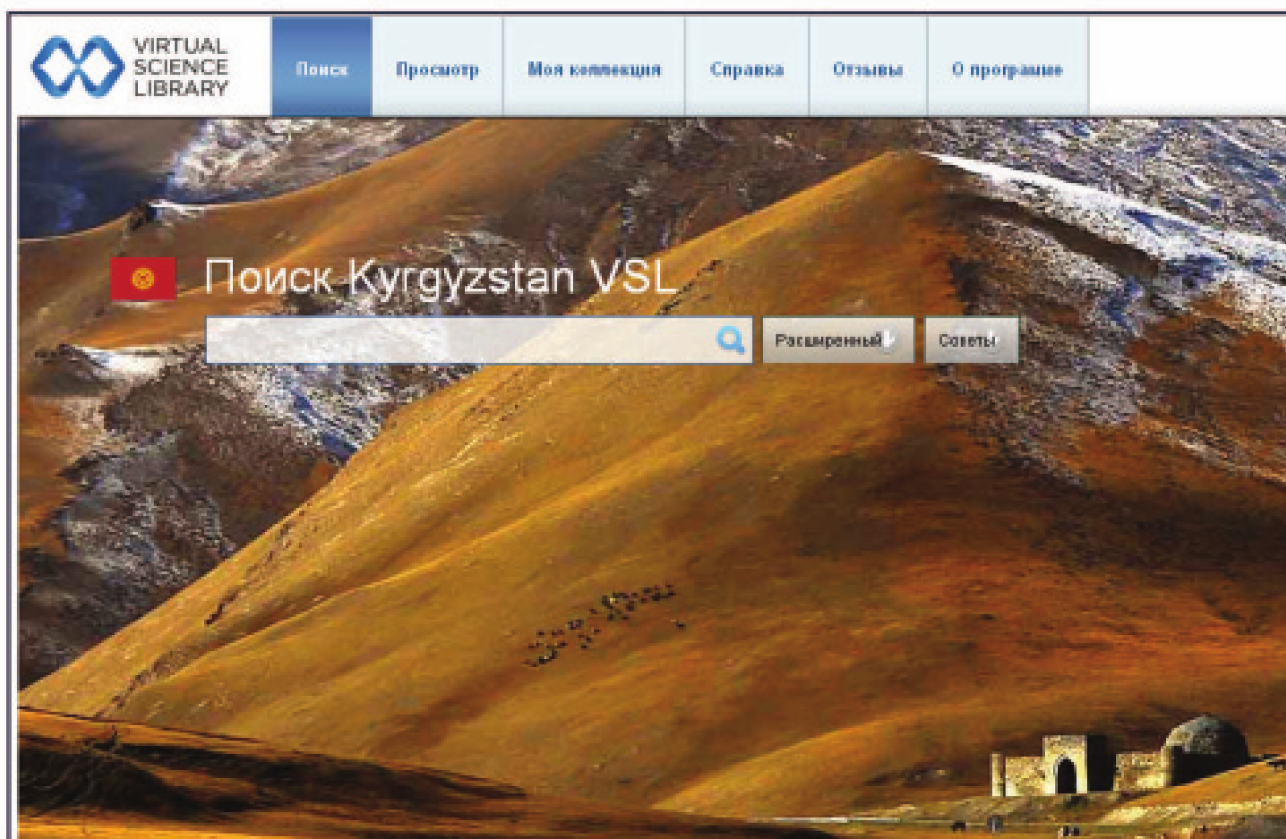 VIRTUAL
SCIENCE
LIBRARY
Поиск
Просмотр
Моя коллекция
Справка
Отзывы
О программе
Поиск Kyrgyzstan VSL
Расширенный
Советы